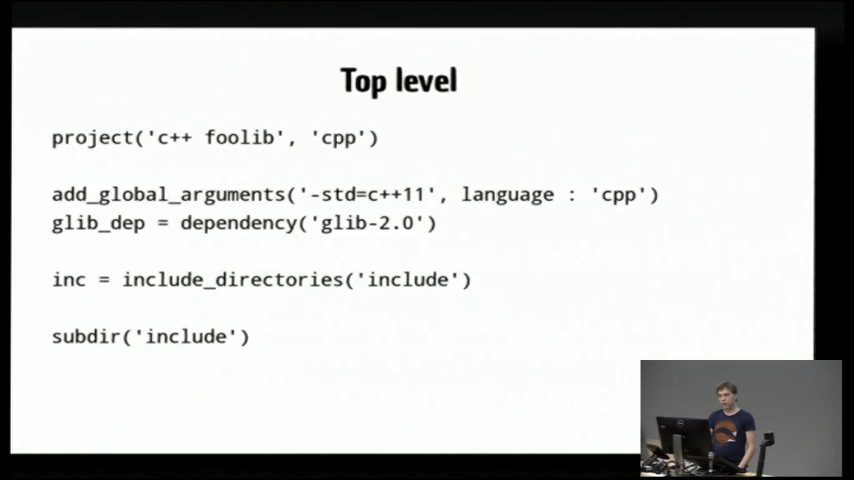 Top level
project('c++ foolib', 'cpp')
add_global_arguments('-std=c++11', language : 'cpp')
glib_dep = dependency('glib-2.0')
inc = include_directories('include')
subdir('include')